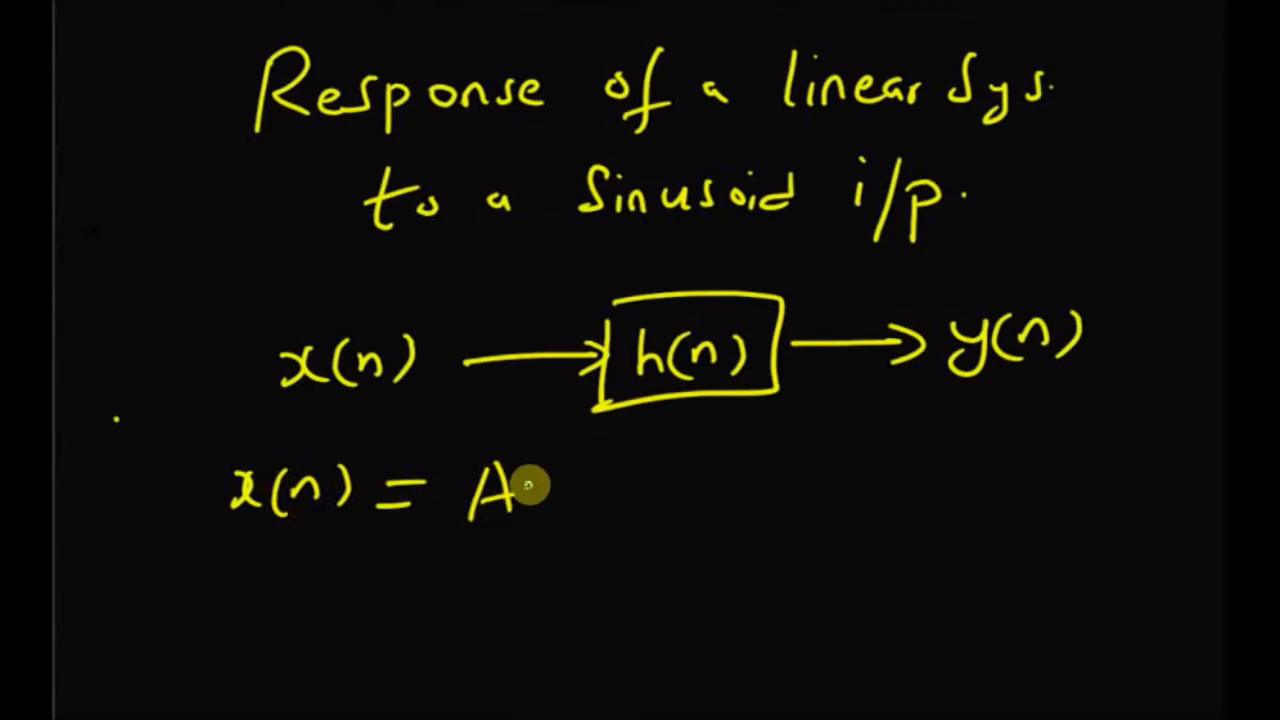 Response of a linear Sys.
to a Sinusoid i/p.
x(n) → h(n) → y(n)
x(n) = A